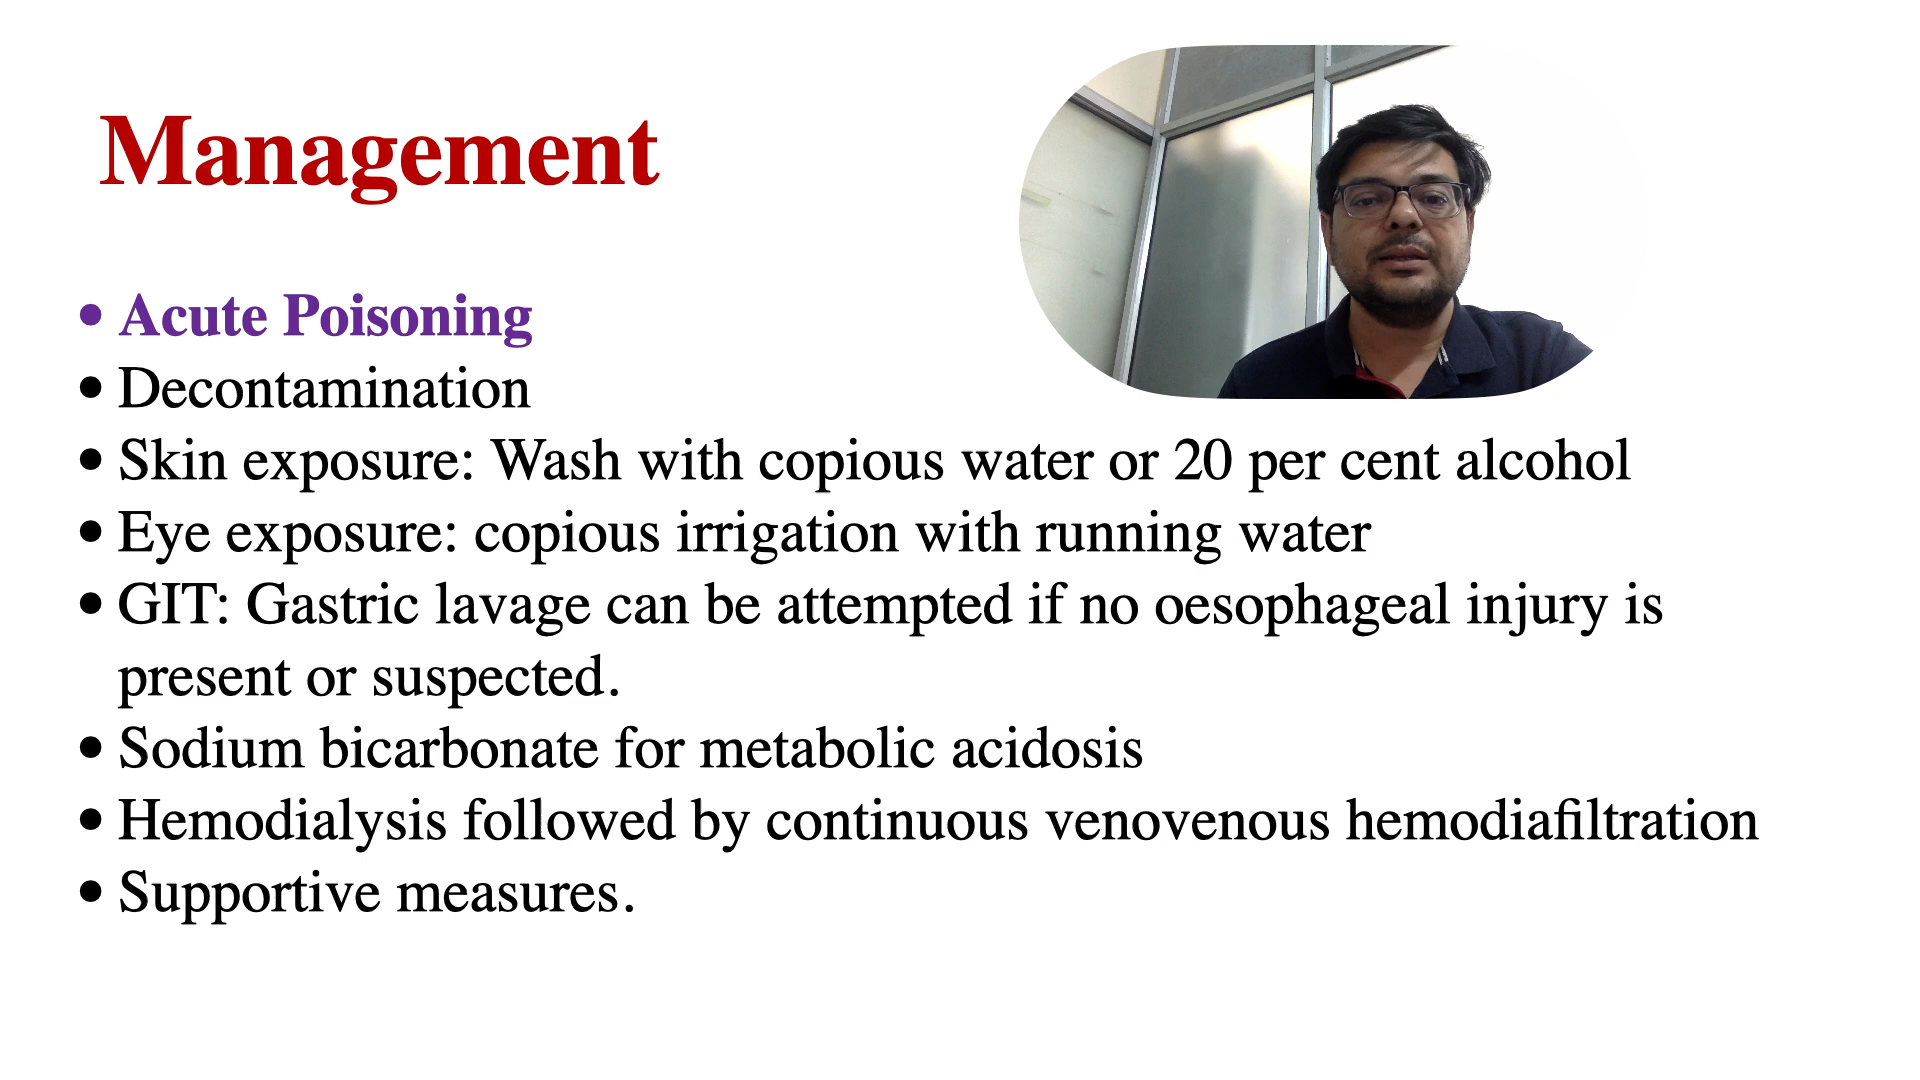 Management
• Acute Poisoning
• Decontamination
• Skin exposure: Wash with copious water or 20 per cent alcohol
• Eye exposure: copious irrigation with running water
• GIT: Gastric lavage can be attempted if no oesophageal injury is
present or suspected.
• Sodium bicarbonate for metabolic acidosis
• Hemodialysis followed by continuous venovenous hemodiafiltration
• Supportive measures.